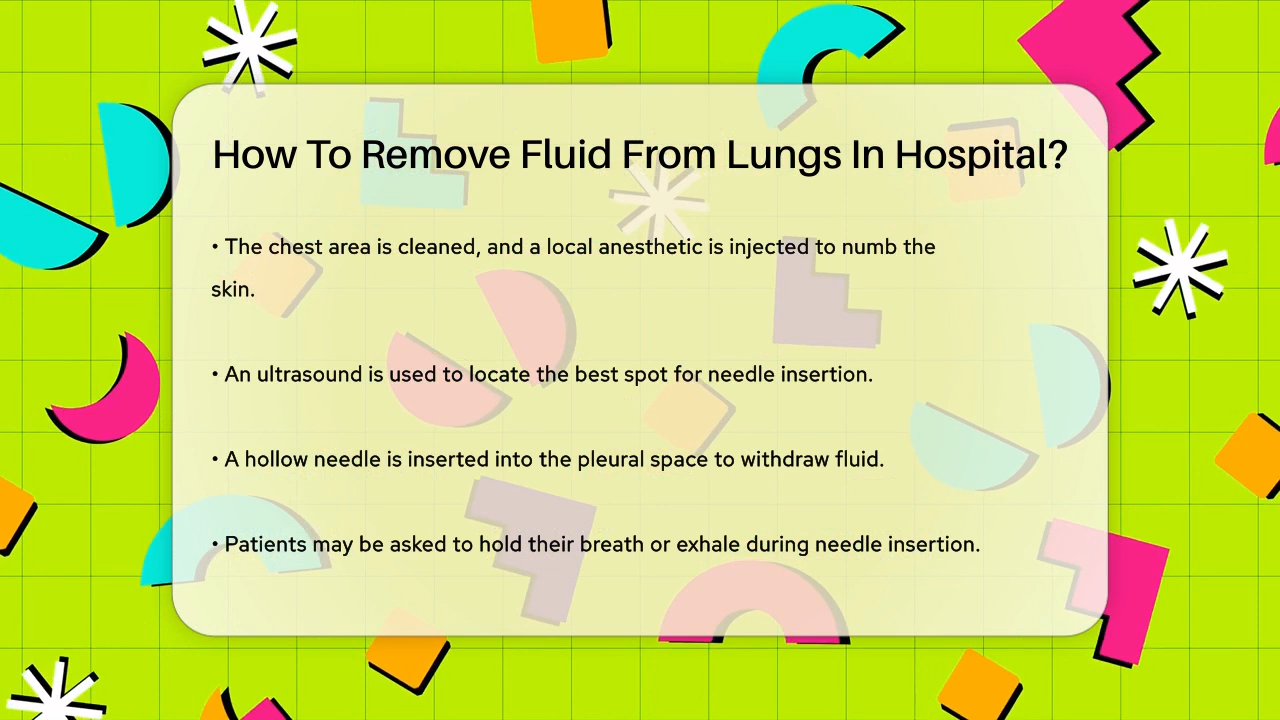 How To Remove Fluid From Lungs In Hospital?
• The chest area is cleaned, and a local anesthetic is injected to numb the
skin.
• An ultrasound is used to locate the best spot for needle insertion.
• A hollow needle is inserted into the pleural space to withdraw fluid.
• Patients may be asked to hold their breath or exhale during needle insertion.